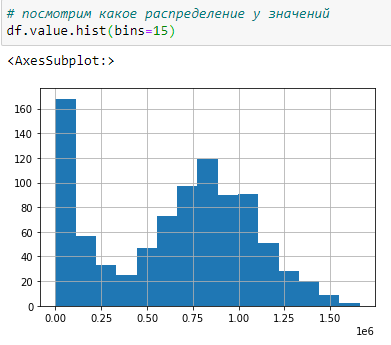 # посмотрим какое распределение у значений
df.value.hist(bins=15)
<AxesSubplot:>
160
140
120
100
80
60
40
20
0
0.00 0.25 0.50 0.75 1.00 1.25 1.50
1e6